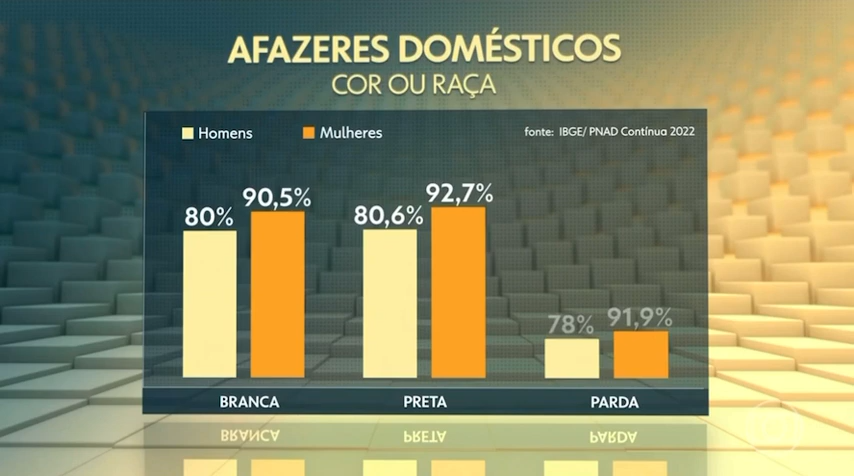 AFAZERES DOMÉSTICOS
COR OU RAÇA
Homens Mulheres fonte: IBGE/ PNAD Contínua 2022
80% 90,5% 80,6% 92,7% 78% 91,9%
BRANCA PRETA PARDA